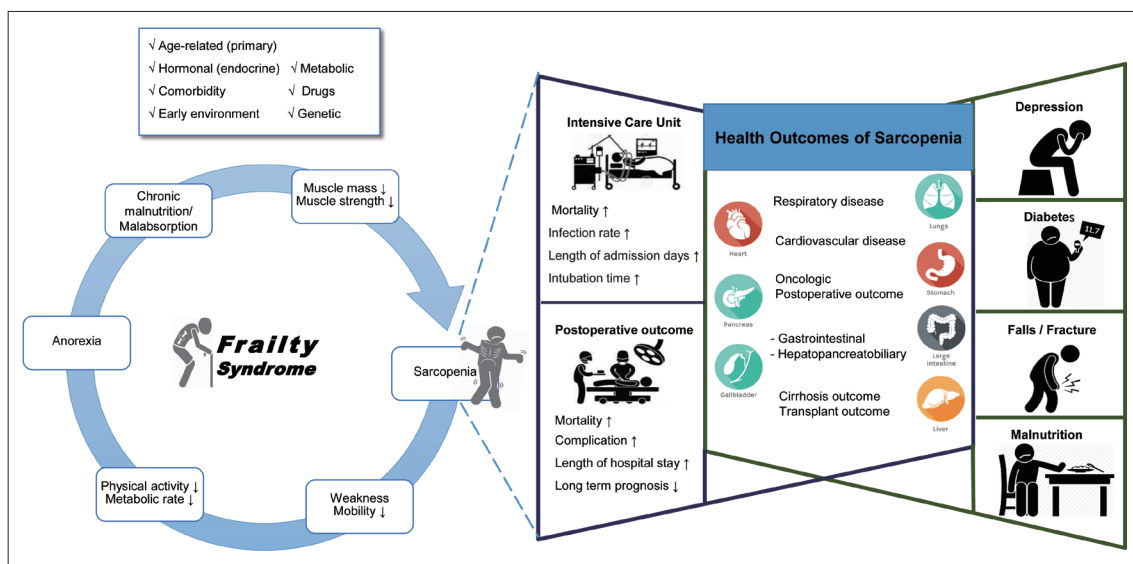 √ Age-related (primary)
√ Hormonal (endocrine) √ Metabolic
√ Comorbidity √ Drugs
√ Early environment √ Genetic
Muscle mass ↓
Muscle strength ↓
Chronic
malnutrition/
Malabsorption
Anorexia
Frailty
Syndrome
Sarcopenia
Physical activity ↓
Metabolic rate ↓
Weakness
Mobility ↓
Intensive Care Unit
Mortality ↑
Infection rate ↑
Length of admission days ↑
Intubation time ↑
Postoperative outcome
Mortality ↑
Complication ↑
Length of hospital stay ↑
Long term prognosis ↓
Health Outcomes of Sarcopenia
Respiratory disease
Cardiovascular disease
Oncologic
Postoperative outcome
- Gastrointestinal
- Hepatopancreatobiliary
Cirrhosis outcome
Transplant outcome
Heart
Pancreas
Gallbladder
Lungs
Stomach
Large
Intestine
Liver
Depression
Diabetes
11.7
Falls / Fracture
Malnutrition